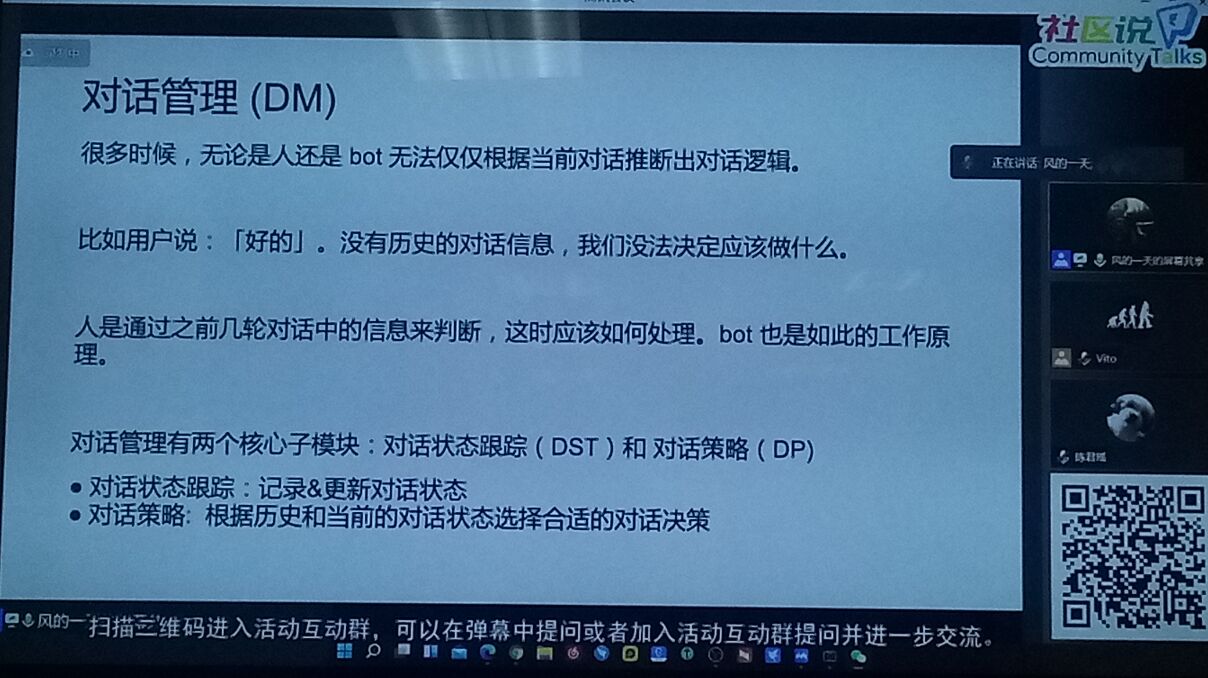 社区说
Community Talks
中
对话管理 (DM)
很多时候，无论是人还是 bot 无法仅仅根据当前对话推断出对话逻辑。
正在讲话: 风的一天;
比如用户说：「好的」。没有历史的对话信息，我们没法决定应该做什么。
风的一天的屏幕共享
人是通过之前几轮对话中的信息来判断，这时应该如何处理。bot 也是如此的工作原
理。
Vito
对话管理有两个核心子模块：对话状态跟踪（DST）和 对话策略（DP)
陈君
● 对话状态跟踪：记录&更新对话状态
● 对话策略: 根据历史和当前的对话状态选择合适的对话决策
风的一
扫描二维码进入活动互动群，可以在弹幕中提问或者加入活动互动群提问并进一步交流。